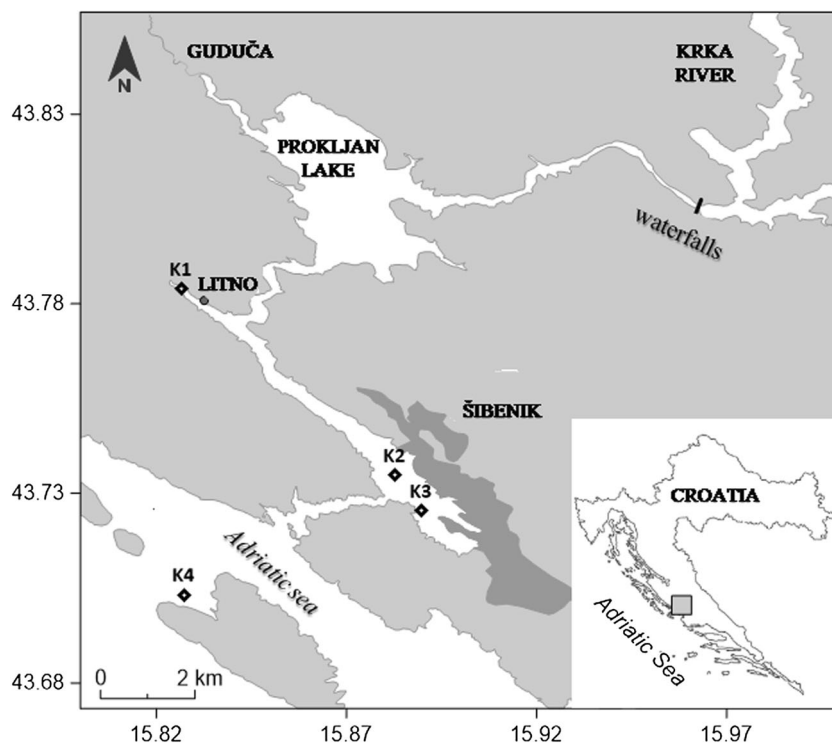 GUDUČA
KRKA
RIVER
N
43.83
PROKLJAN
LAKE
waterfalls
K1
LITNO
43.78
ŠIBENIK
K2
K3
43.73
CROATIA
Adriatic sea
K4
Adriatic Sea
0
2 km
43.68
15.82
15.87
15.92
15.97